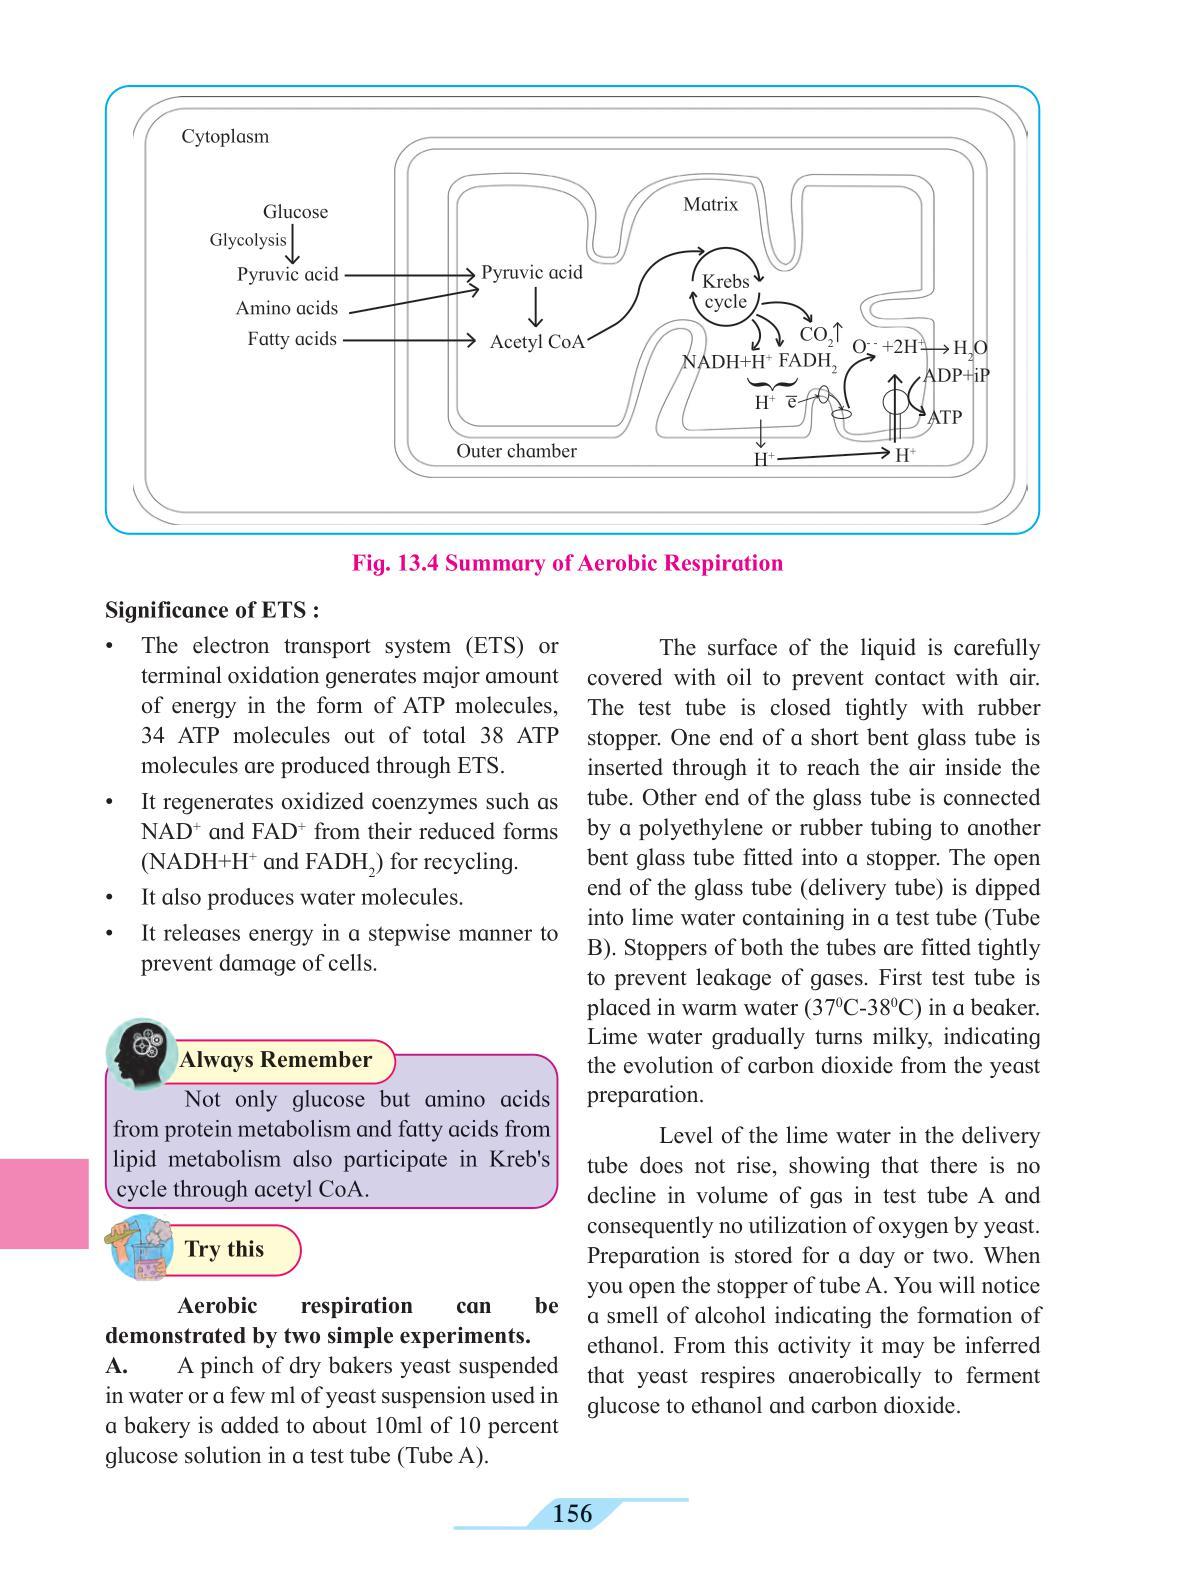 Cytoplasm
Matrix
Glucose
Glycolysis
Pyruvic acid
Amino acids
Fatty acids
Pyruvic acid
Acetyl CoA
Krebs
cycle
CO₂↑
NADH+H⁺ FADH₂
H⁺ e̅
H⁺
O⁻⁻ +2H⁺ → H₂O
ADP+iP
ATP
H⁺
Outer chamber
Fig. 13.4 Summary of Aerobic Respiration
Significance of ETS :
• The electron transport system (ETS) or
terminal oxidation generates major amount
of energy in the form of ATP molecules,
34 ATP molecules out of total 38 ATP
molecules are produced through ETS.
• It regenerates oxidized coenzymes such as
NAD⁺ and FAD⁺ from their reduced forms
(NADH+H⁺ and FADH₂) for recycling.
• It also produces water molecules.
• It releases energy in a stepwise manner to
prevent damage of cells.
Always Remember
Not only glucose but amino acids
from protein metabolism and fatty acids from
lipid metabolism also participate in Kreb's
cycle through acetyl CoA.
Try this
Aerobic respiration can be
demonstrated by two simple experiments.
A. A pinch of dry bakers yeast suspended
in water or a few ml of yeast suspension used in
a bakery is added to about 10ml of 10 percent
glucose solution in a test tube (Tube A).
The surface of the liquid is carefully
covered with oil to prevent contact with air.
The test tube is closed tightly with rubber
stopper. One end of a short bent glass tube is
inserted through it to reach the air inside the
tube. Other end of the glass tube is connected
by a polyethylene or rubber tubing to another
bent glass tube fitted into a stopper. The open
end of the glass tube (delivery tube) is dipped
into lime water containing in a test tube (Tube
B). Stoppers of both the tubes are fitted tightly
to prevent leakage of gases. First test tube is
placed in warm water (37⁰C-38⁰C) in a beaker.
Lime water gradually turns milky, indicating
the evolution of carbon dioxide from the yeast
preparation.
Level of the lime water in the delivery
tube does not rise, showing that there is no
decline in volume of gas in test tube A and
consequently no utilization of oxygen by yeast.
Preparation is stored for a day or two. When
you open the stopper of tube A. You will notice
a smell of alcohol indicating the formation of
ethanol. From this activity it may be inferred
that yeast respires anaerobically to ferment
glucose to ethanol and carbon dioxide.
156